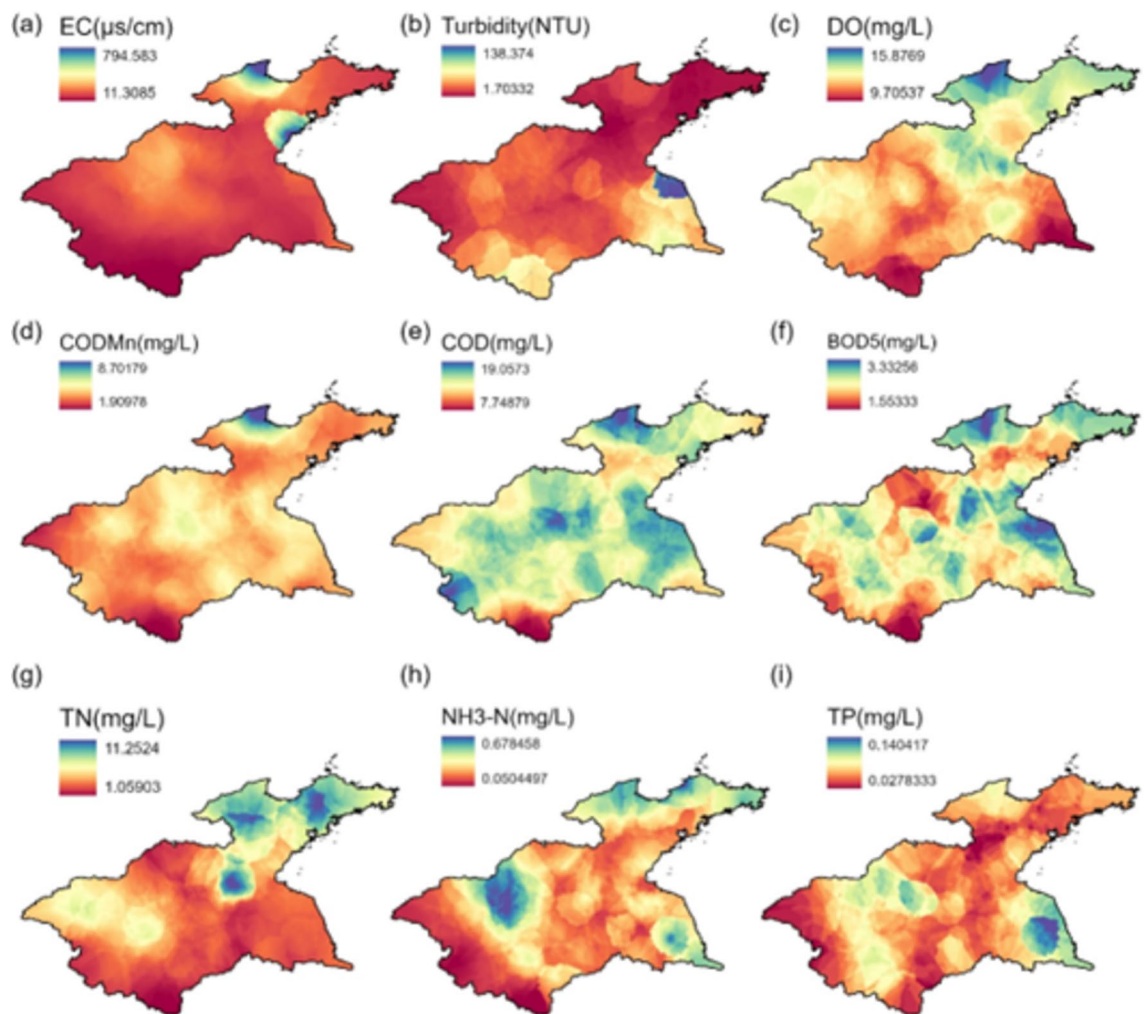 (a) EC(µs/cm)
794.583
11.3085
(b) Turbidity(NTU)
138.374
1.70332
(c) DO(mg/L)
15.8769
9.70537
(d) CODMn(mg/L)
8.70179
1.90978
(e) COD(mg/L)
19.0573
7.74879
(f) BOD5(mg/L)
3.33256
1.55333
(g) TN(mg/L)
11.2524
1.05903
(h) NH3-N(mg/L)
0.678458
0.0504497
(i) TP(mg/L)
0.140417
0.0278333